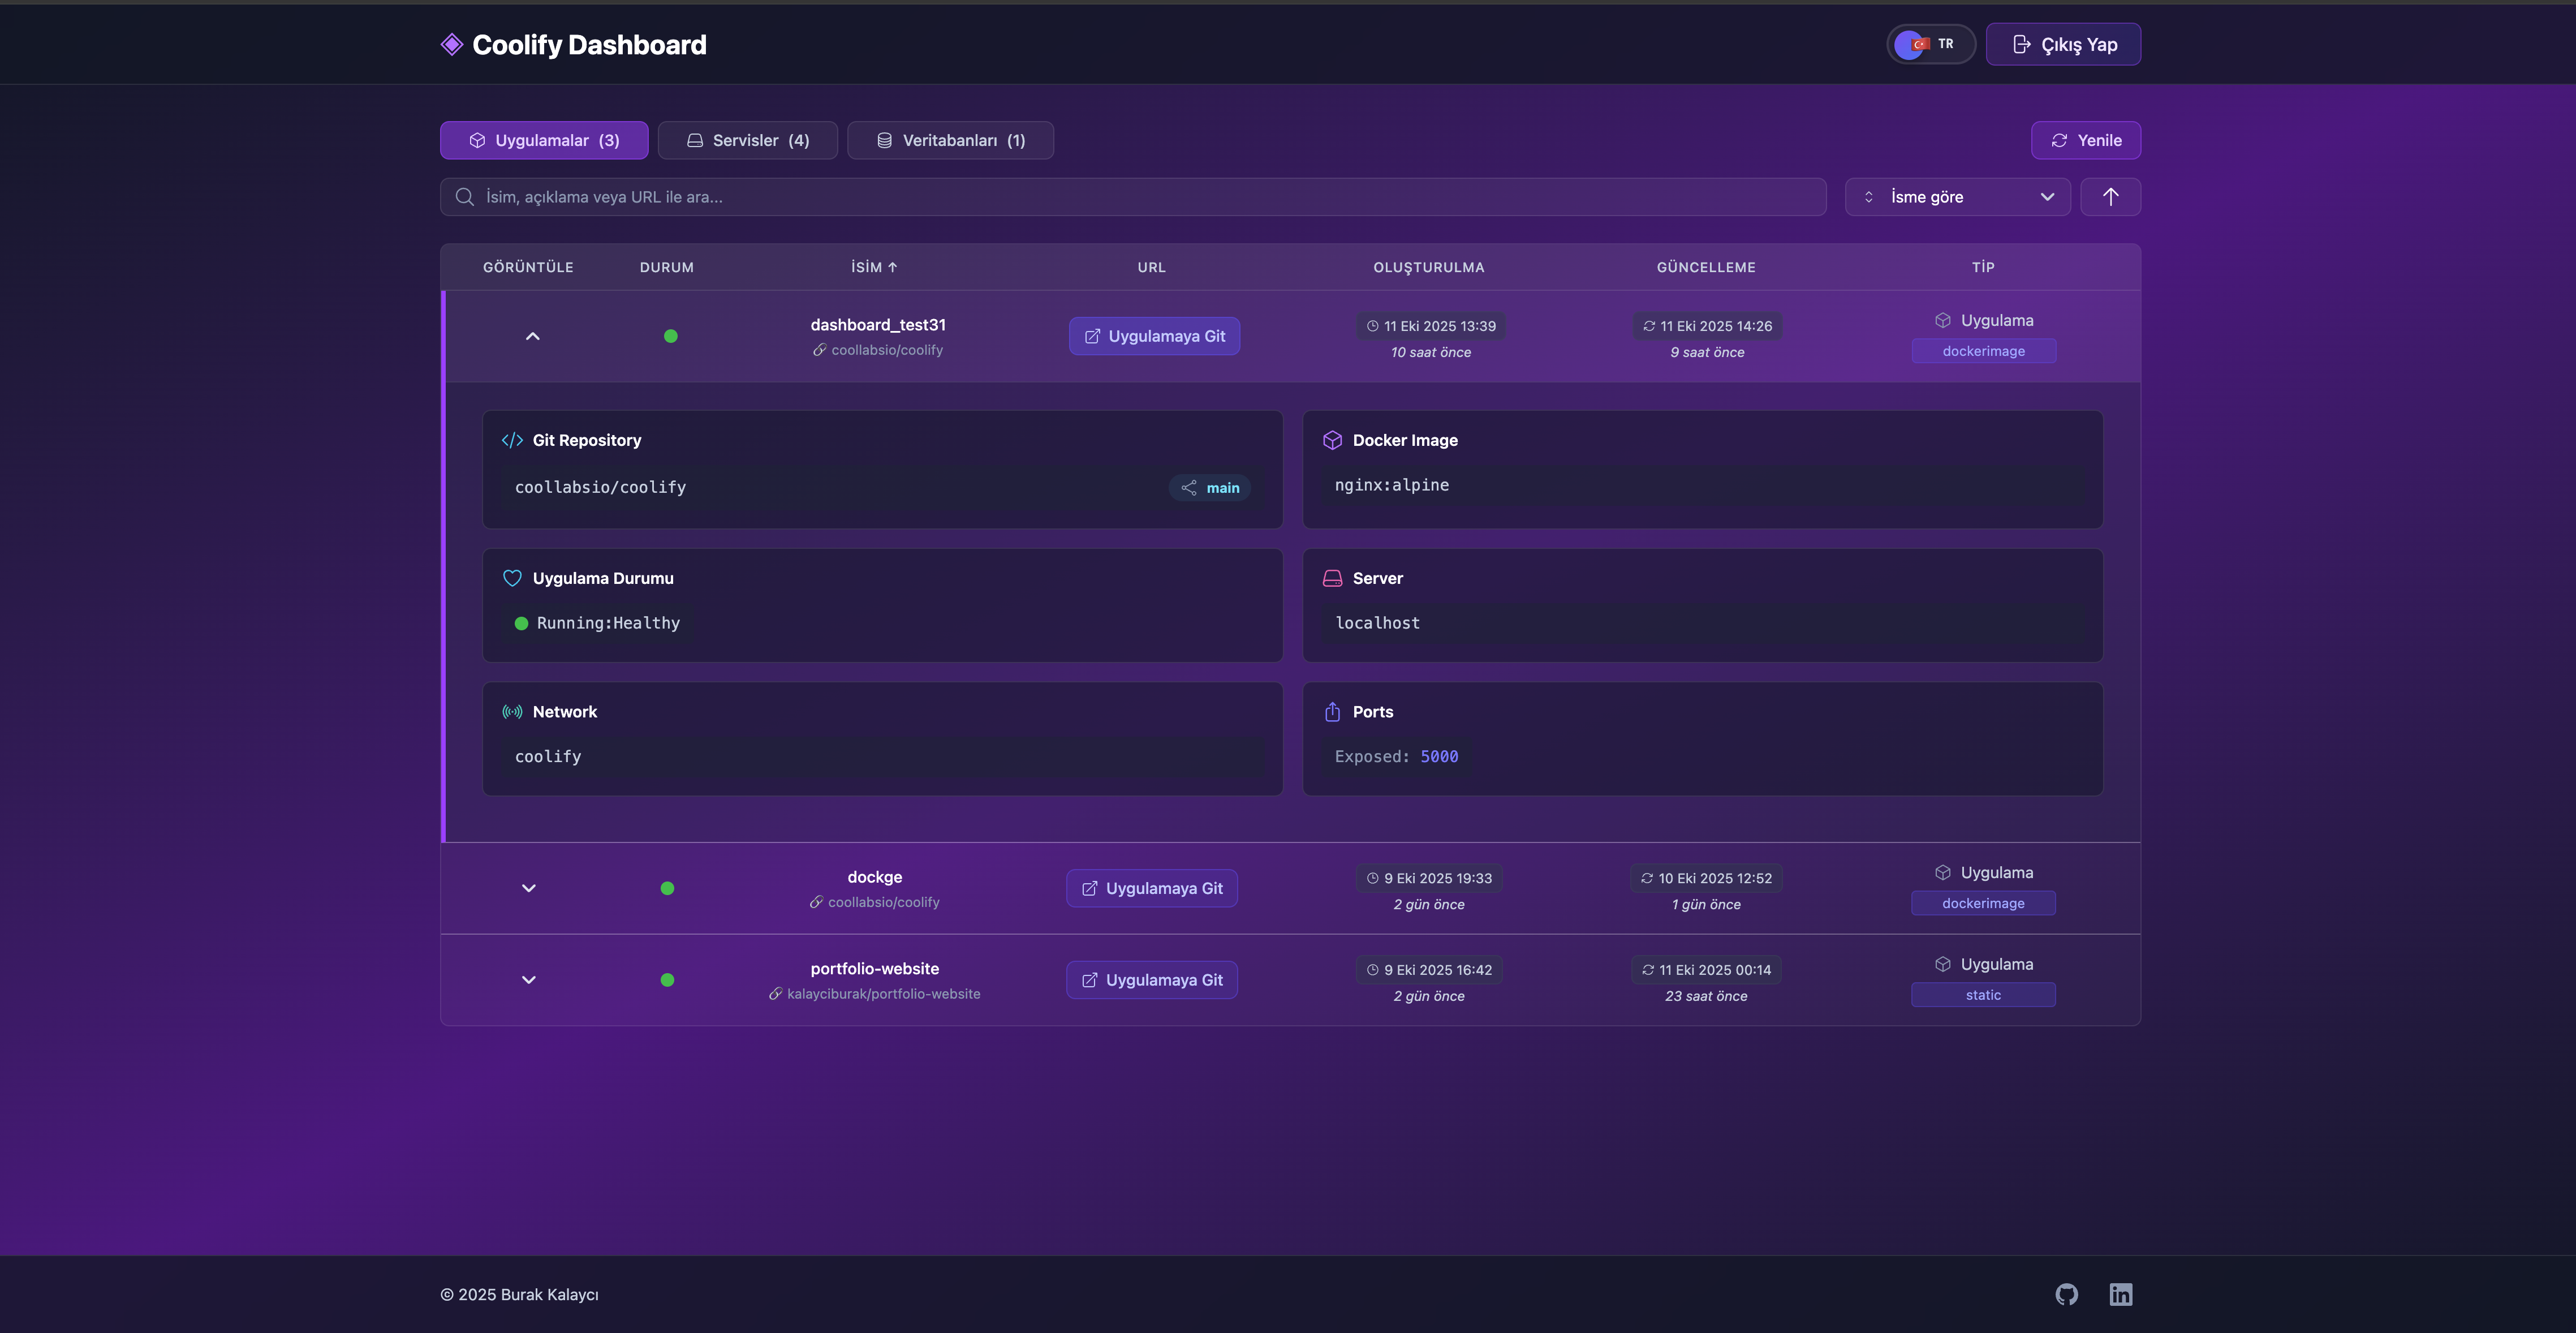 Coolify Dashboard
TR
Çıkış Yap
Uygulamalar (3)
Servisler (4)
Veritabanları (1)
Yenile
İsim, açıklama veya URL ile ara...
İsme göre
GÖRÜNTÜLE DURUM İSİM ↑ URL OLUŞTURULMA GÜNCELLEME TİP
dashboard_test31
coollabsio/coolify
Uygulamaya Git
11 Eki 2025 13:39
10 saat önce
11 Eki 2025 14:26
9 saat önce
Uygulama
dockerimage
Git Repository
coollabsio/coolify
main
Docker Image
nginx:alpine
Uygulama Durumu
Running:Healthy
Server
localhost
Network
coolify
Ports
Exposed: 5000
dockge
coollabsio/coolify
Uygulamaya Git
9 Eki 2025 19:33
2 gün önce
10 Eki 2025 12:52
1 gün önce
Uygulama
dockerimage
portfolio-website
kalayciburak/portfolio-website
Uygulamaya Git
9 Eki 2025 16:42
2 gün önce
11 Eki 2025 00:14
23 saat önce
Uygulama
static
© 2025 Burak Kalaycı
in